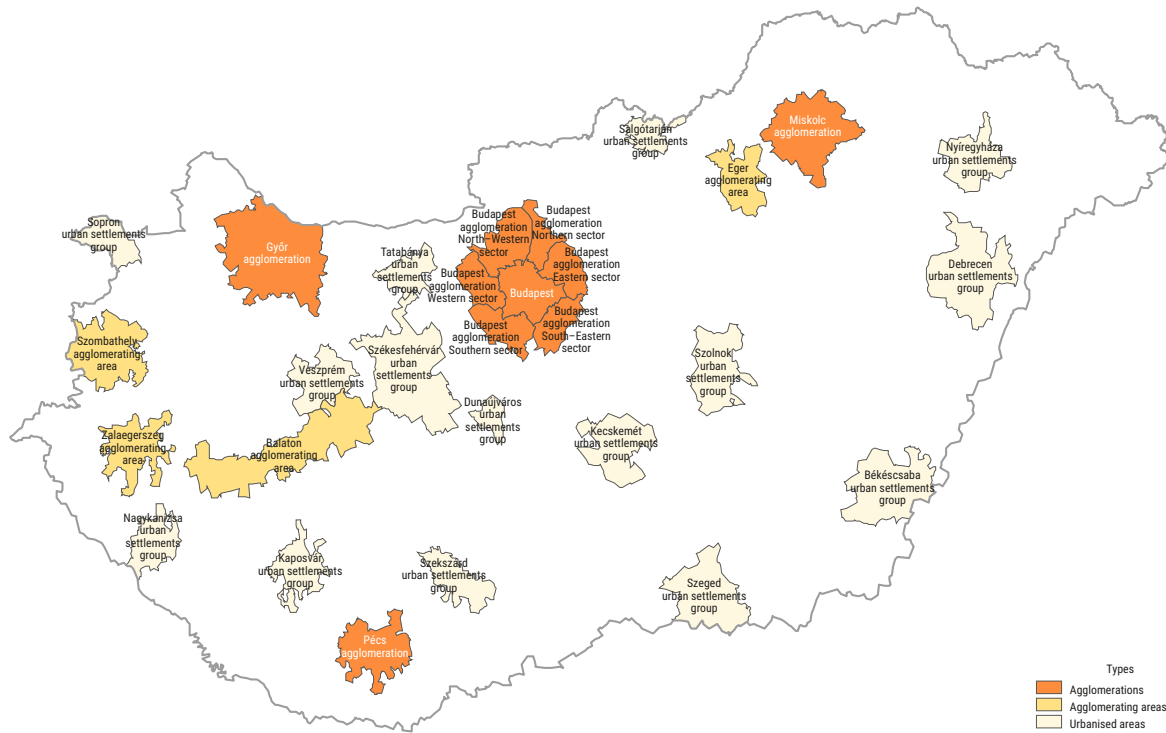 Salgótarján
urban settlements
group
Miskolc
agglomeration
Eger
agglomerating
area
Nyíregyháza
urban settlements
group
Sopron
urban settlements
group
Győr
agglomeration
Tatabánya
urban
settlements
group
Budapest
agglomeration
North-Western
sector
Budapest
agglomeration
Northern sector
Budapest
agglomeration
Eastern sector
Budapest
agglomeration
Western sector
Budapest
Budapest
agglomeration
Southern sector
Budapest
agglomeration
South-Eastern
sector
Debrecen
urban settlements
group
Szombathely
agglomerating
area
Veszprém
urban settlements
group
Székesfehérvár
urban
settlements
group
Szolnok
urban
settlements
group
Dunaújváros
urban
settlements
group
Zalaegerszeg
agglomerating
area
Balaton
agglomerating
area
Kecskemét
urban settlements
group
Békéscsaba
urban settlements
group
Nagykanizsa
urban
settlements
group
Kaposvár
urban settlements
group
Szekszárd
urban settlements
group
Szeged
urban settlements
group
Pécs
agglomeration
Types
Agglomerations
Agglomerating areas
Urbanised areas